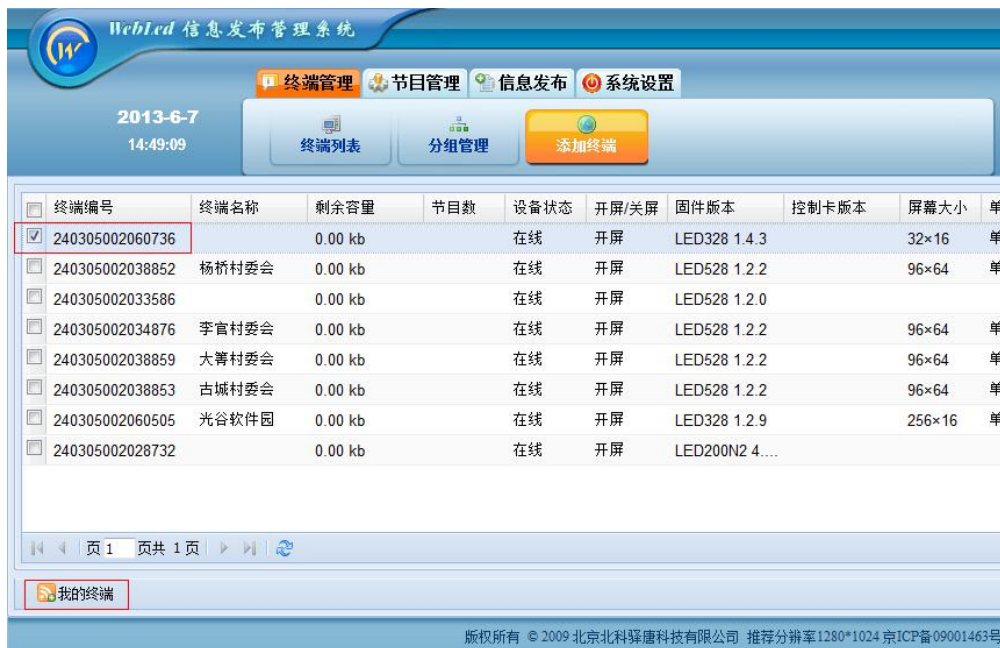 WebLed 信息发布管理系统
终端管理 节目管理 信息发布 系统设置
2013-6-7
14:49:09
终端列表 分组管理 添加终端
终端编号 终端名称 剩余容量 节目数 设备状态 开屏/关屏 固件版本 控制卡版本 屏幕大小 单
240305002060736 0.00 kb 在线 开屏 LED328 1.4.3 32×16 单
240305002038852 杨桥村委会 0.00 kb 在线 开屏 LED528 1.2.2 96×64 单
240305002033586 0.00 kb 在线 开屏 LED528 1.2.0
240305002034876 李官村委会 0.00 kb 在线 开屏 LED528 1.2.2 96×64 单
240305002038859 大箐村委会 0.00 kb 在线 开屏 LED528 1.2.2 96×64 单
240305002038853 古城村委会 0.00 kb 在线 开屏 LED528 1.2.2 96×64 单
240305002060505 光谷软件园 0.00 kb 在线 开屏 LED328 1.2.9 256×16 单
240305002028732 0.00 kb 在线 开屏 LED200N2 4....
页 1 页共 1 页
我的终端
版权所有 © 2009 北京北科驿唐科技有限公司 推荐分辨率1280*1024 京ICP备09001463号